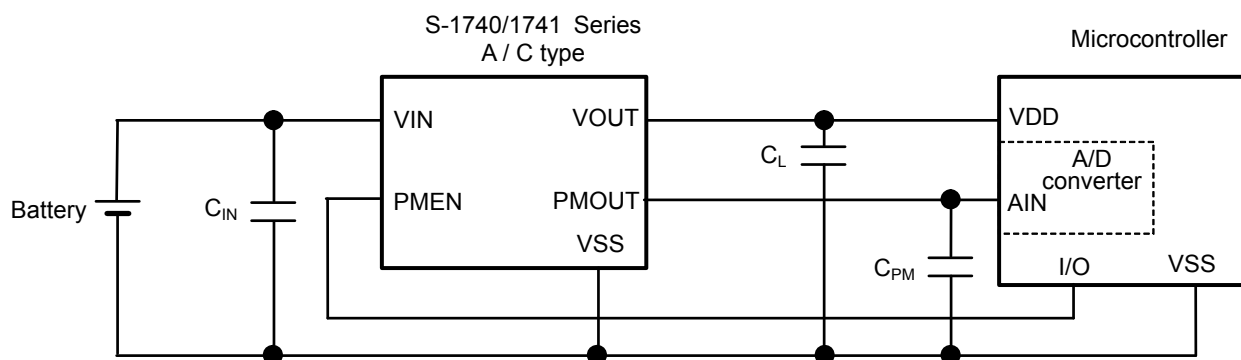 S-1740/1741 Series
A / C type
Microcontroller
VIN
VOUT
VDD
CL
A/D
converter
Battery
CIN
PMEN
PMOUT
AIN
VSS
CPM
I/O
VSS